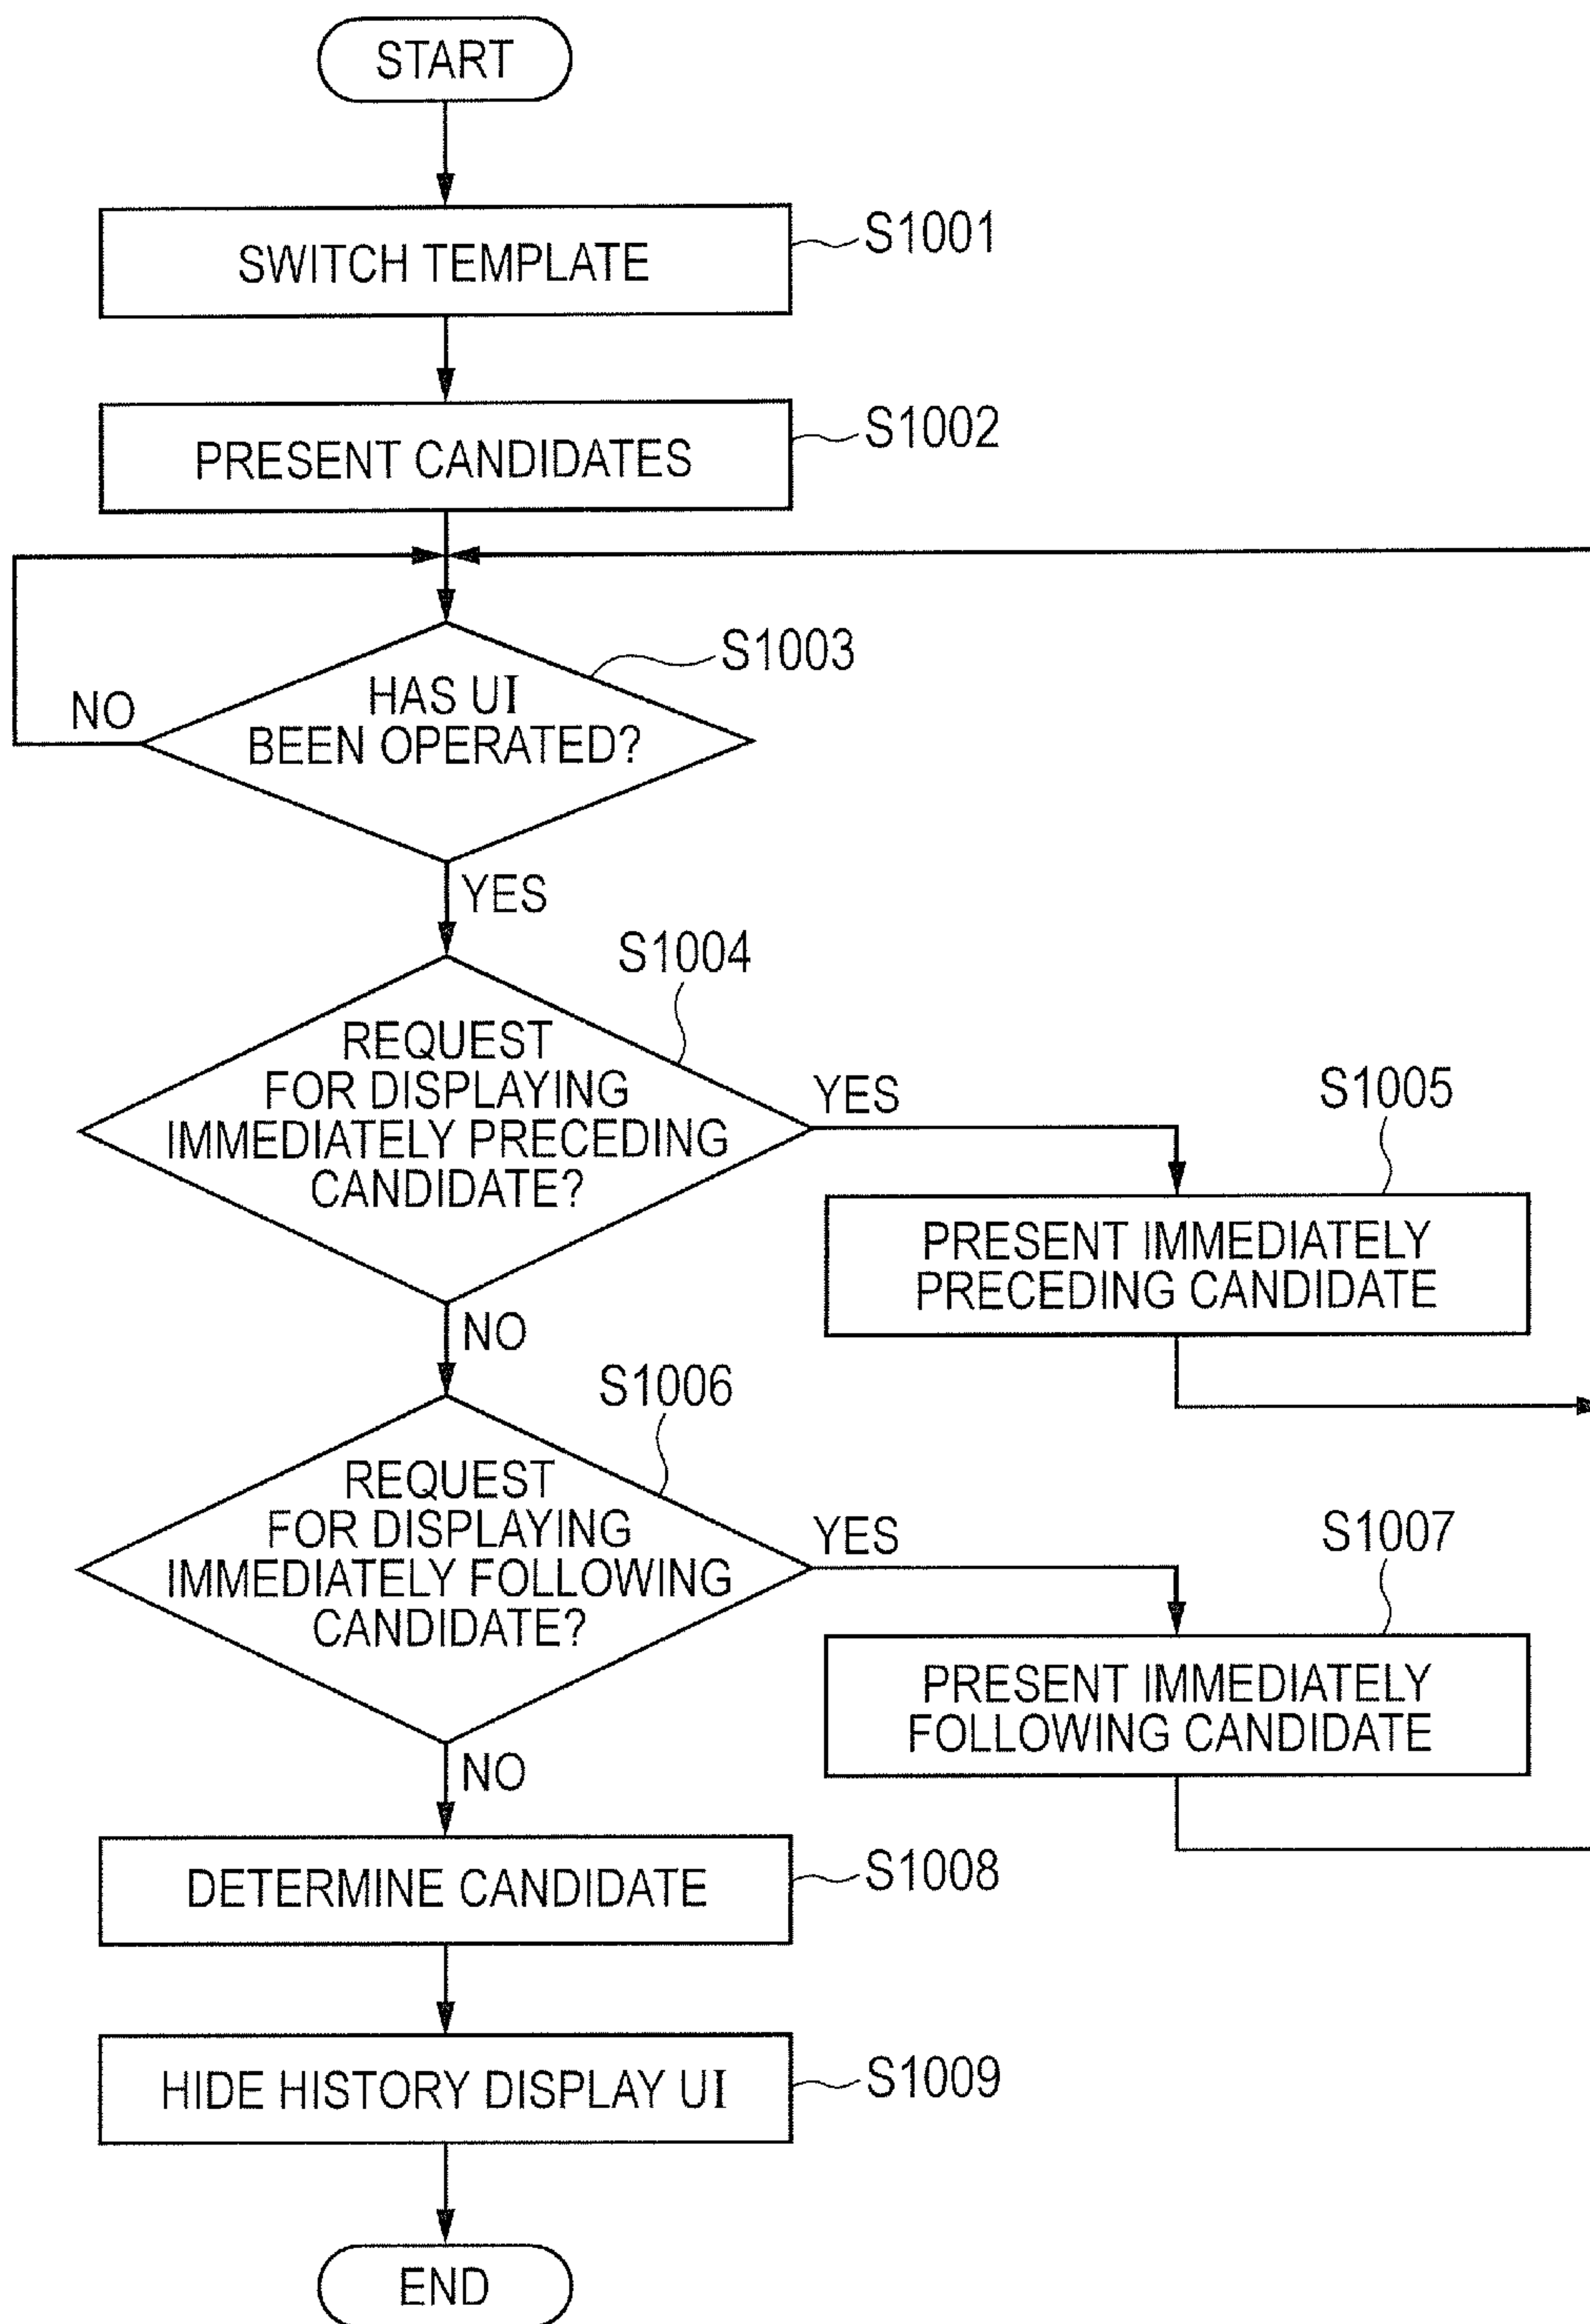 START
SWITCH TEMPLATE
S1001
PRESENT CANDIDATES
S1002
HAS UI
BEEN OPERATED?
S1003
NO
YES
S1004
REQUEST
FOR DISPLAYING
IMMEDIATELY PRECEDING
CANDIDATE?
YES
S1005
PRESENT IMMEDIATELY
PRECEDING CANDIDATE
NO
S1006
REQUEST
FOR DISPLAYING
IMMEDIATELY FOLLOWING
CANDIDATE?
YES
S1007
PRESENT IMMEDIATELY
FOLLOWING CANDIDATE
NO
DETERMINE CANDIDATE
S1008
HIDE HISTORY DISPLAY UI
S1009
END